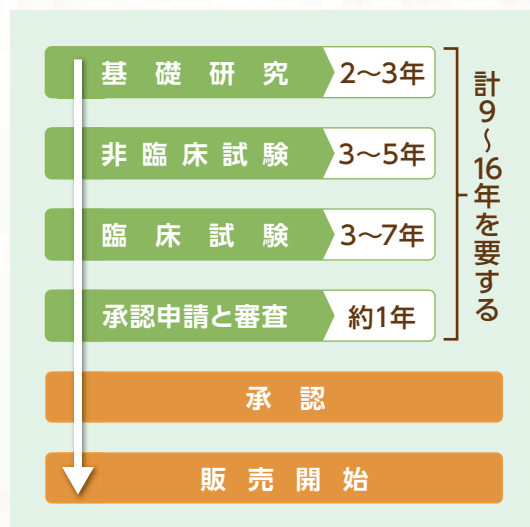 基礎研究 2〜3年
非臨床試験 3〜5年
臨床試験 3〜7年
承認申請と審査 約1年
計9〜16年を要する
承認
販売開始